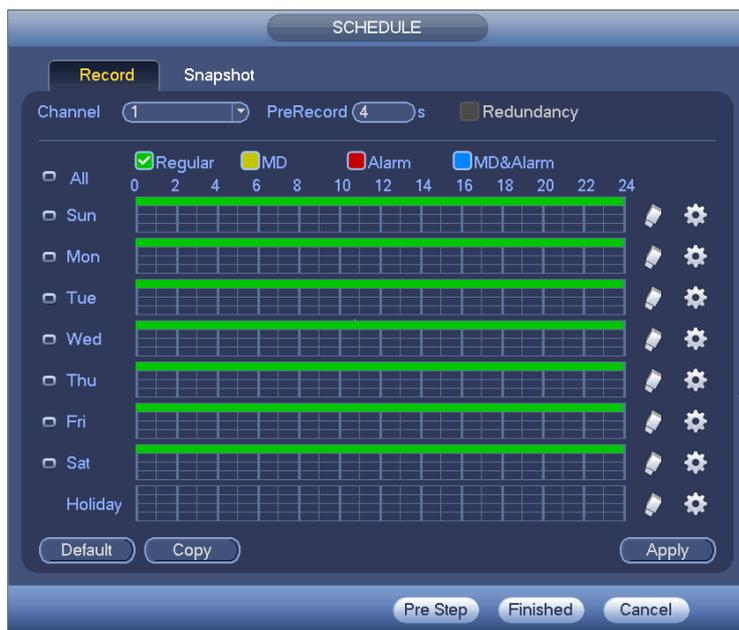 SCHEDULE
Record Snapshot
Channel 1 PreRecord 4 s Redundancy
All Regular MD Alarm MD&Alarm
0 2 4 6 8 10 12 14 16 18 20 22 24
Sun
Mon
Tue
Wed
Thu
Fri
Sat
Holiday
Default Copy Apply
Pre Step Finished Cancel